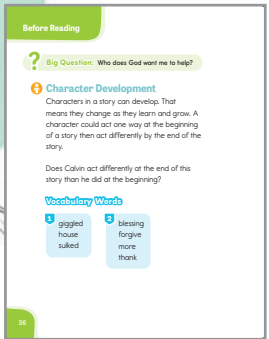 Before Reading
? Big Question: Who does God want me to help?
Character Development
Characters in a story can develop. That
means they change as they learn and grow. A
character could act one way at the beginning
of a story then act differently by the end of the
story.
Does Calvin act differently at the end of this
story than he did at the beginning?
Vocabulary Words
1
giggled
house
sulked
2
blessing
forgive
more
thank
36